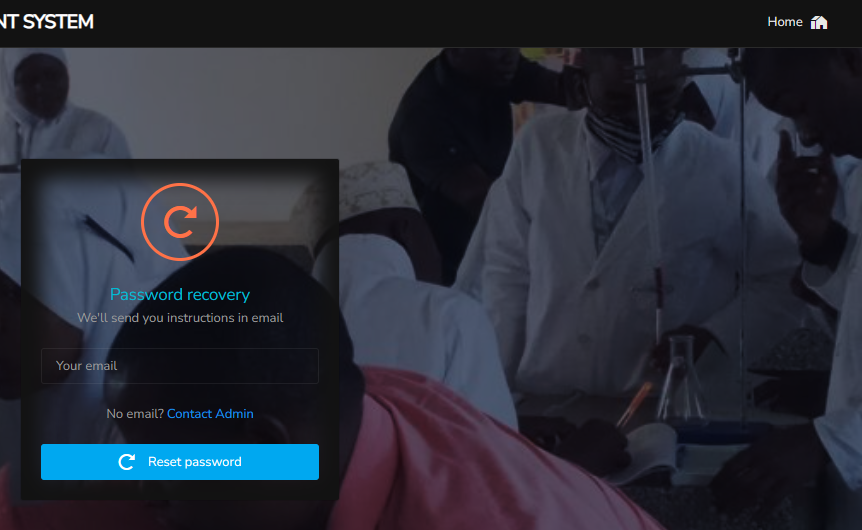 NT SYSTEM
Home
Password recovery
We'll send you instructions in email
Your email
No email? Contact Admin
Reset password